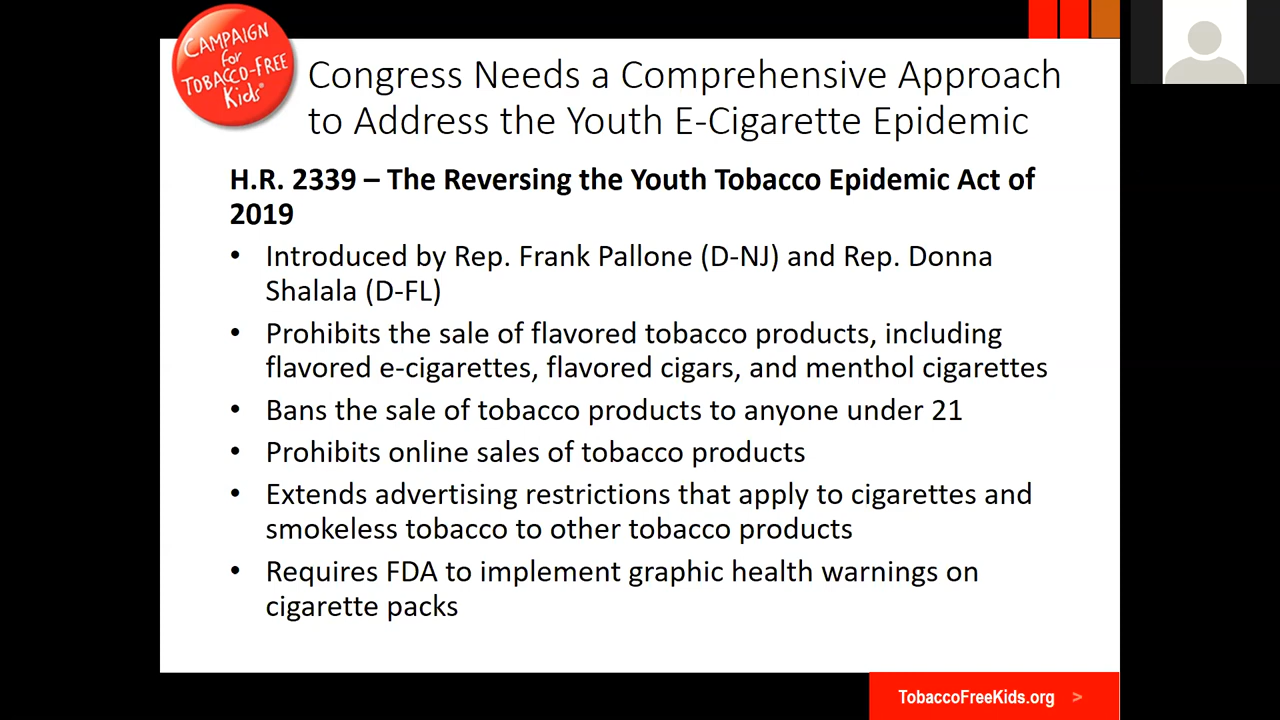 CAMPAIGN
for
TOBACCO-FREE
Kids®
Congress Needs a Comprehensive Approach
to Address the Youth E-Cigarette Epidemic
H.R. 2339 – The Reversing the Youth Tobacco Epidemic Act of
2019
• Introduced by Rep. Frank Pallone (D-NJ) and Rep. Donna
Shalala (D-FL)
• Prohibits the sale of flavored tobacco products, including
flavored e-cigarettes, flavored cigars, and menthol cigarettes
• Bans the sale of tobacco products to anyone under 21
• Prohibits online sales of tobacco products
• Extends advertising restrictions that apply to cigarettes and
smokeless tobacco to other tobacco products
• Requires FDA to implement graphic health warnings on
cigarette packs
TobaccoFreeKids.org >